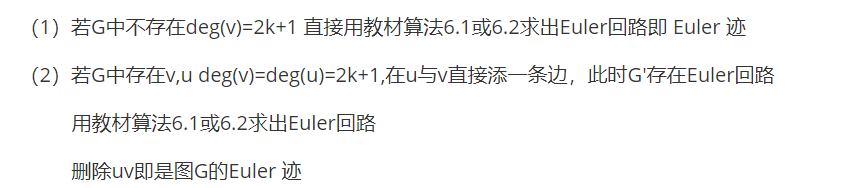 （1）若G中不存在deg(v)=2k+1 直接用教材算法6.1或6.2求出Euler回路即 Euler 迹
（2）若G中存在v,u deg(v)=deg(u)=2k+1,在u与v直接添一条边，此时G'存在Euler回路
用教材算法6.1或6.2求出Euler回路
删除uv即是图G的Euler 迹